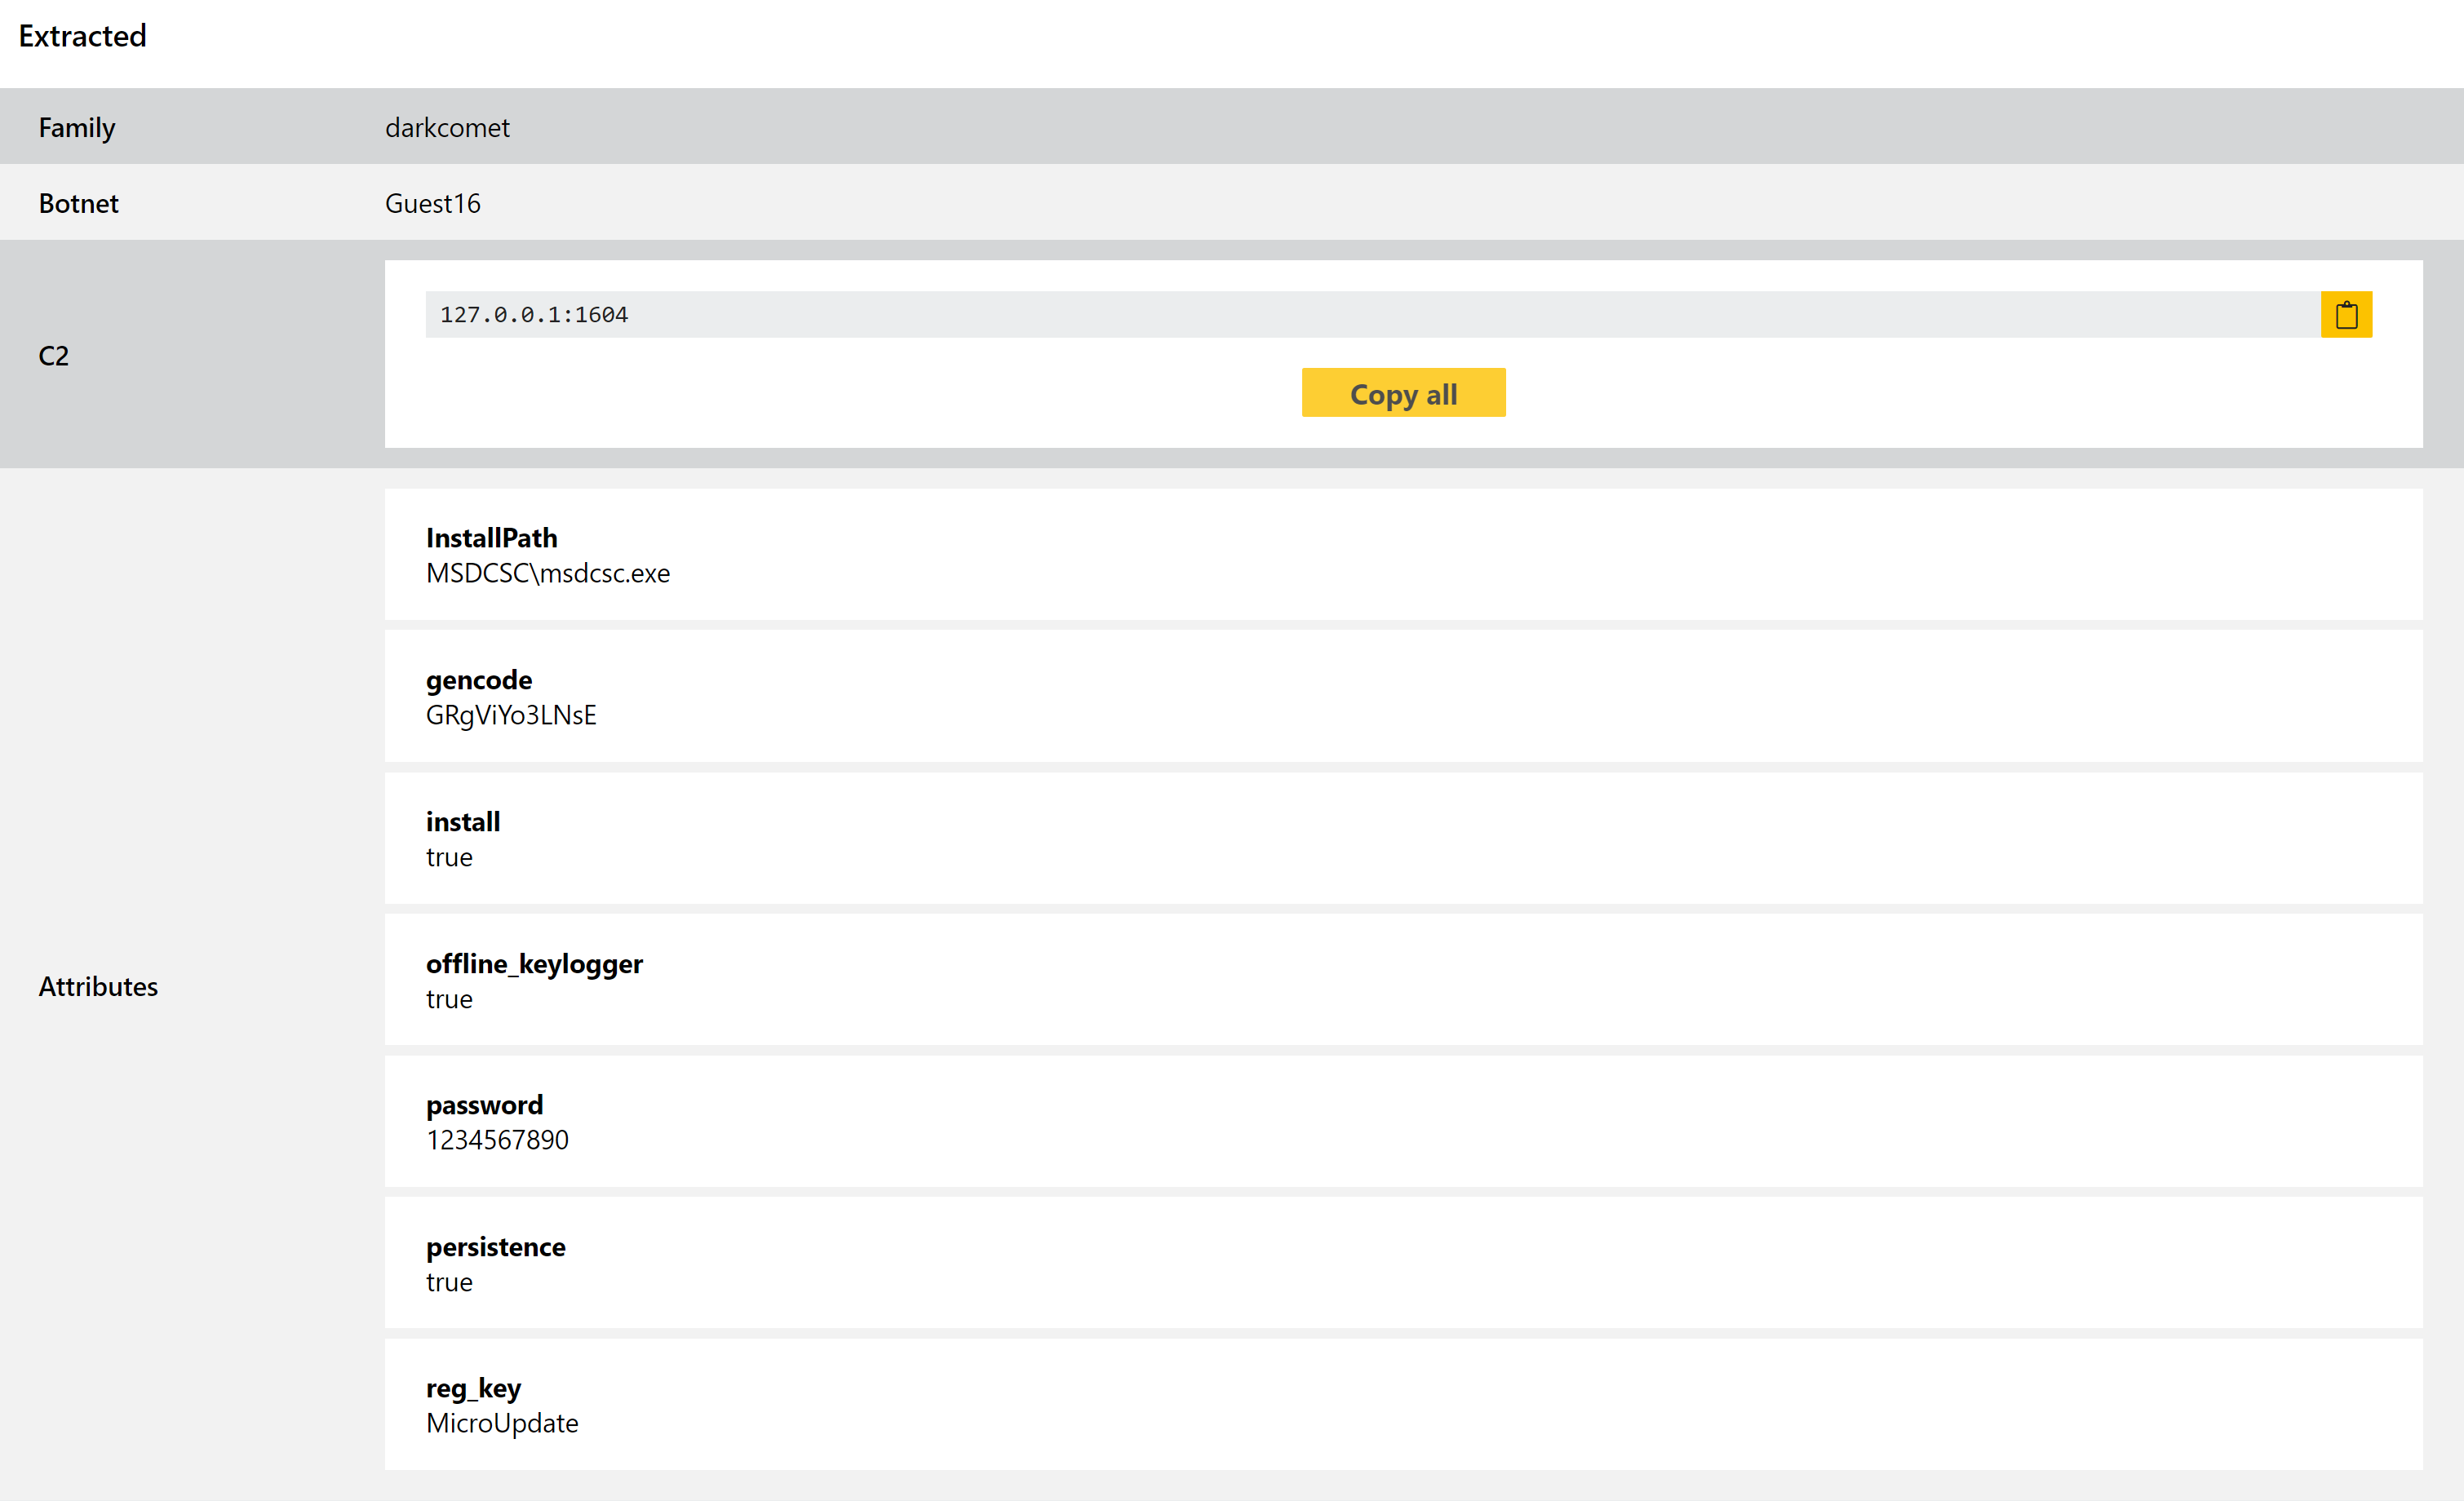 Extracted
Family darkcomet
Botnet Guest16
C2
127.0.0.1:1604
Copy all
Attributes
InstallPath
MSDCSC\msdcsc.exe
gencode
GRgViYo3LNsE
install
true
offline_keylogger
true
password
1234567890
persistence
true
reg_key
MicroUpdate